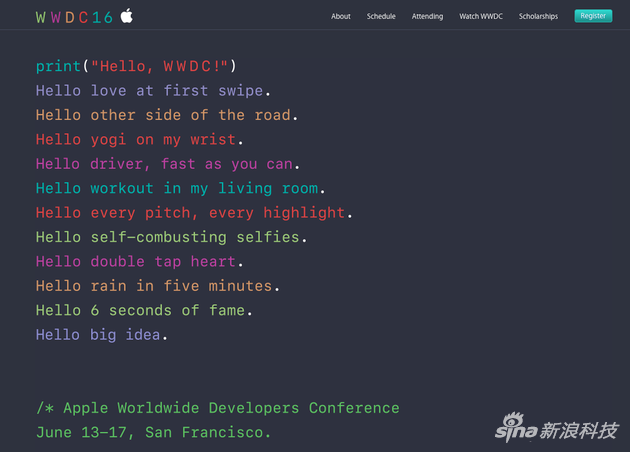 WWDC16
About Schedule Attending Watch WWDC Scholarships Register
print("Hello, WWDC!")
Hello love at first swipe.
Hello other side of the road.
Hello yogi on my wrist.
Hello driver, fast as you can.
Hello workout in my living room.
Hello every pitch, every highlight.
Hello self-combusting selfies.
Hello double tap heart.
Hello rain in five minutes.
Hello 6 seconds of fame.
Hello big idea.
/* Apple Worldwide Developers Conference
June 13–17, San Francisco.
sina 新浪科技